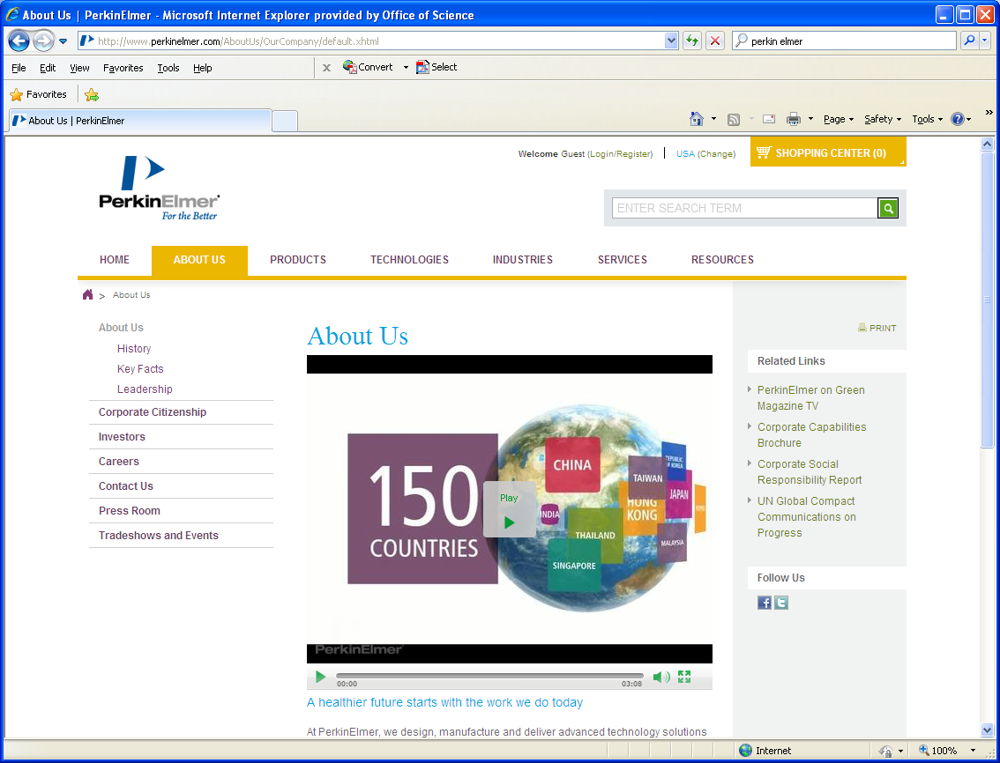 About Us | PerkinElmer - Microsoft Internet Explorer provided by Office of Science
http://www.perkinelmer.com/AboutUs/OurCompany/default.xhtml
perkin elmer
File Edit View Favorites Tools Help
x Convert Select
Favorites
About Us | PerkinElmer
Page Safety Tools
Welcome Guest (Login/Register) | USA (Change)
SHOPPING CENTER (0)
PerkinElmer
For the Better
ENTER SEARCH TERM
HOME ABOUT US PRODUCTS TECHNOLOGIES INDUSTRIES SERVICES RESOURCES
> About Us
About Us
History
Key Facts
Leadership
Corporate Citizenship
Investors
Careers
Contact Us
Press Room
Tradeshows and Events
About Us
150
COUNTRIES
CHINA
REPUBLIC
OF KOREA
TAIWAN
JAPAN
INDIA
HONG
KONG
THAILAND
MALAYSIA
SINGAPORE
Play
PerkinElmer
00:00
03:08
A healthier future starts with the work we do today
At PerkinElmer, we design, manufacture and deliver advanced technology solutions
PRINT
Related Links
PerkinElmer on Green
Magazine TV
Corporate Capabilities
Brochure
Corporate Social
Responsibility Report
UN Global Compact
Communications on
Progress
Follow Us
Internet
100%